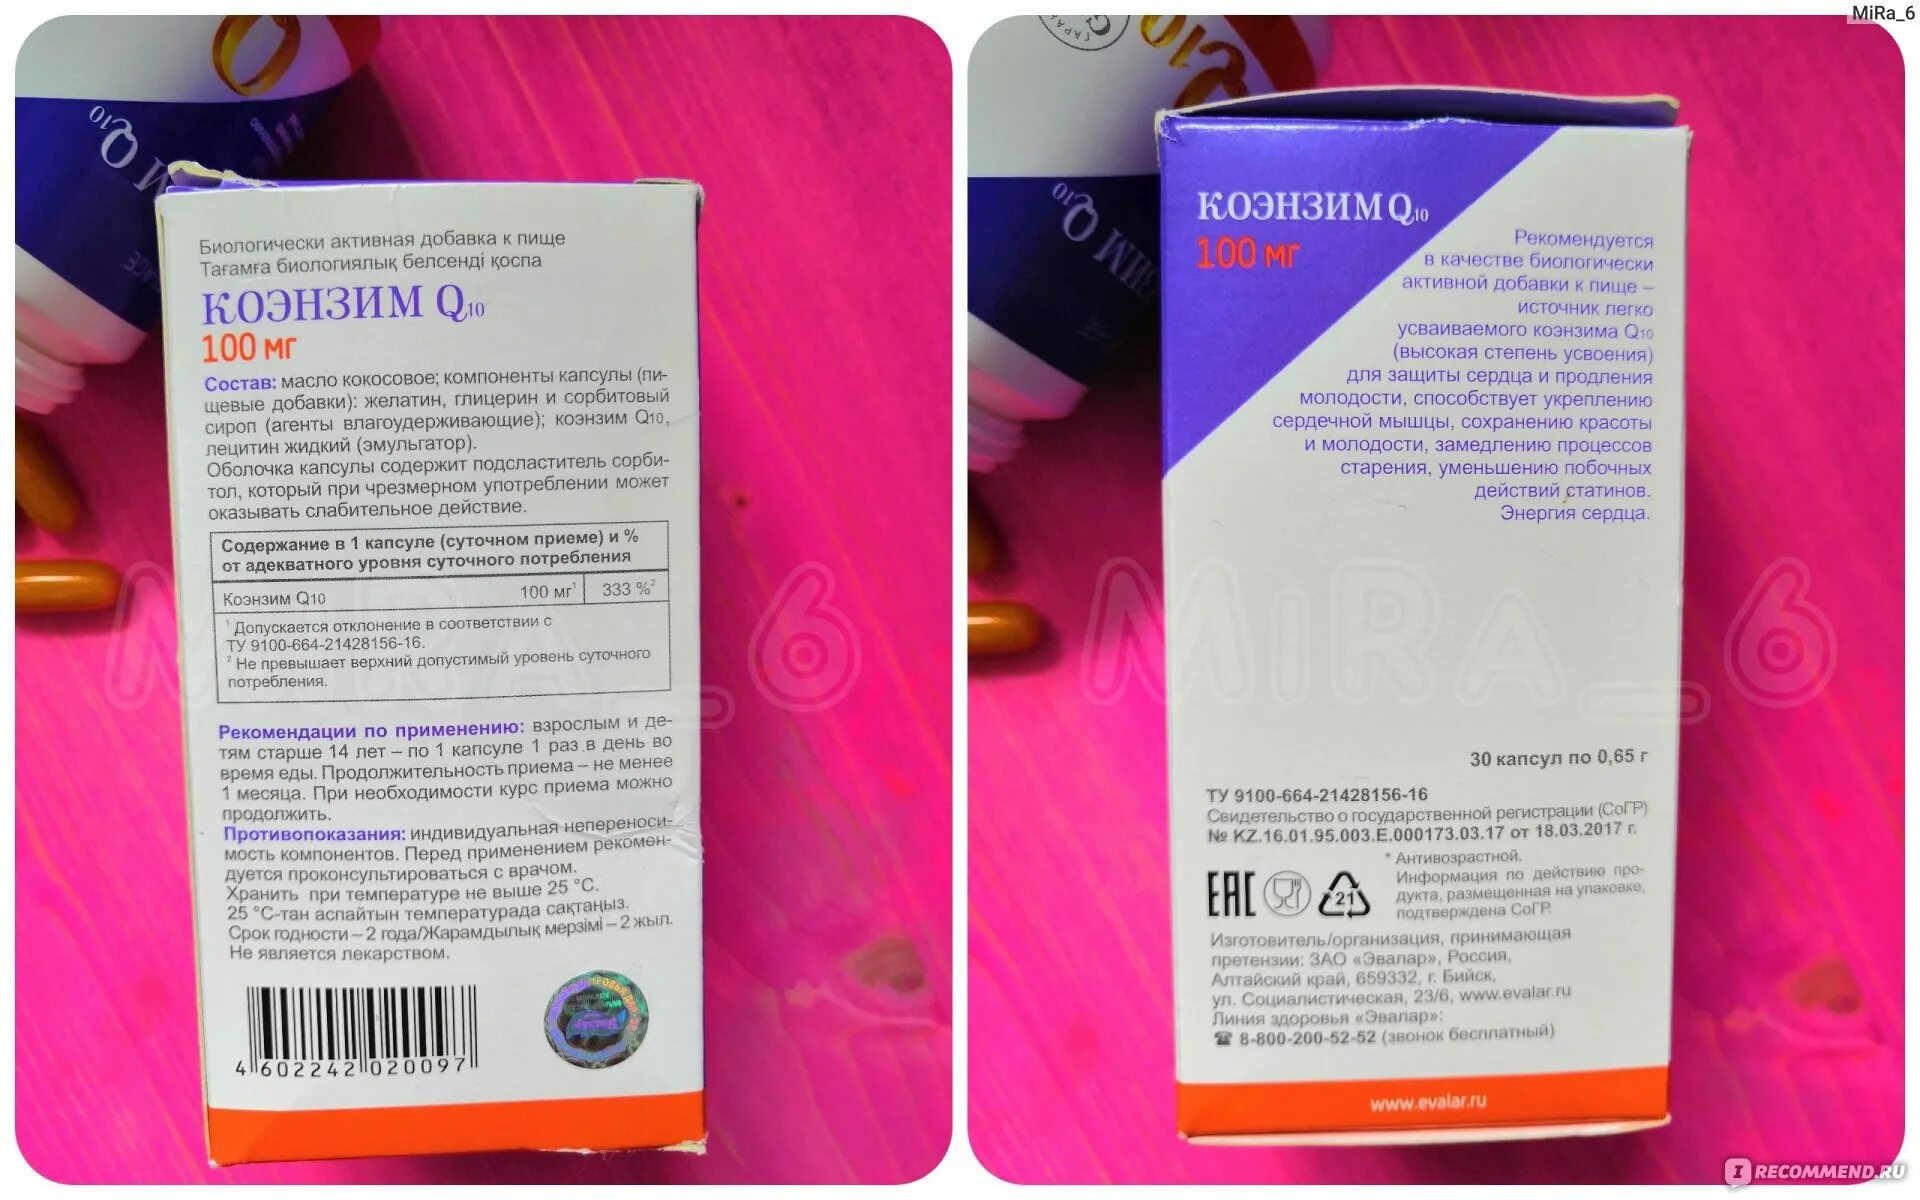 MiRa_6
Q10
М Q10
Биологически активная добавка к пище
Тағамға биологиялық белсенді қоспа
КОЭНЗИМ Q10
100 мг
Состав: масло кокосовое; компоненты капсулы (пи-
щевые добавки): желатин, глицерин и сорбитовый
сироп (агенты влагоудерживающие); коэнзим Q10,
лецитин жидкий (эмульгатор).
Оболочка капсулы содержит подсластитель сорби-
тол, который при чрезмерном употреблении может
оказывать слабительное действие.
Содержание в 1 капсуле (суточном приеме) и %
от адекватного уровня суточного потребления
Коэнзим Q10 100 мг¹ 333 %²
¹ Допускается отклонение в соответствии с
ТУ 9100-664-21428156-16.
² Не превышает верхний допустимый уровень суточного
потребления.
Рекомендации по применению: взрослым и де-
тям старше 14 лет – по 1 капсуле 1 раз в день во
время еды. Продолжительность приема – не менее
1 месяца. При необходимости курс приема можно
продолжить.
Противопоказания: индивидуальная непереноси-
мость компонентов. Перед применением рекомен-
дуется проконсультироваться с врачом.
Хранить при температуре не выше 25 °С.
25 °С-тан аспайтын температурада сақтаңыз.
Срок годности – 2 года/Жарамдылық мерзімі – 2 жыл.
Не является лекарством.
4 602242 020097
MiRa_6
ЗИМ Q10
КОЭНЗИМ Q10
100 мг
Рекомендуется
в качестве биологически
активной добавки к пище –
источник легко
усваиваемого коэнзима Q10
(высокая степень усвоения)
для защиты сердца и продления
молодости, способствует укреплению
сердечной мышцы, сохранению красоты
и молодости, замедлению процессов
старения, уменьшению побочных
действий статинов.
Энергия сердца.
MiRa_6
30 капсул по 0,65 г
ТУ 9100-664-21428156-16
Свидетельство о государственной регистрации (СоГР)
№ KZ.16.01.95.003.E.000173.03.17 от 18.03.2017 г.
* Антивозрастной.
Информация по действию про-
дукта, размещенная на упаковке,
подтверждена СоГР.
ЕАС
21
Изготовитель/организация, принимающая
претензии: ЗАО «Эвалар», Россия,
Алтайский край, 659332, г. Бийск,
ул. Социалистическая, 23/6, www.evalar.ru
Линия здоровья «Эвалар»:
☎ 8-800-200-52-52 (звонок бесплатный)
www.evalar.ru
IRECOMMEND.RU